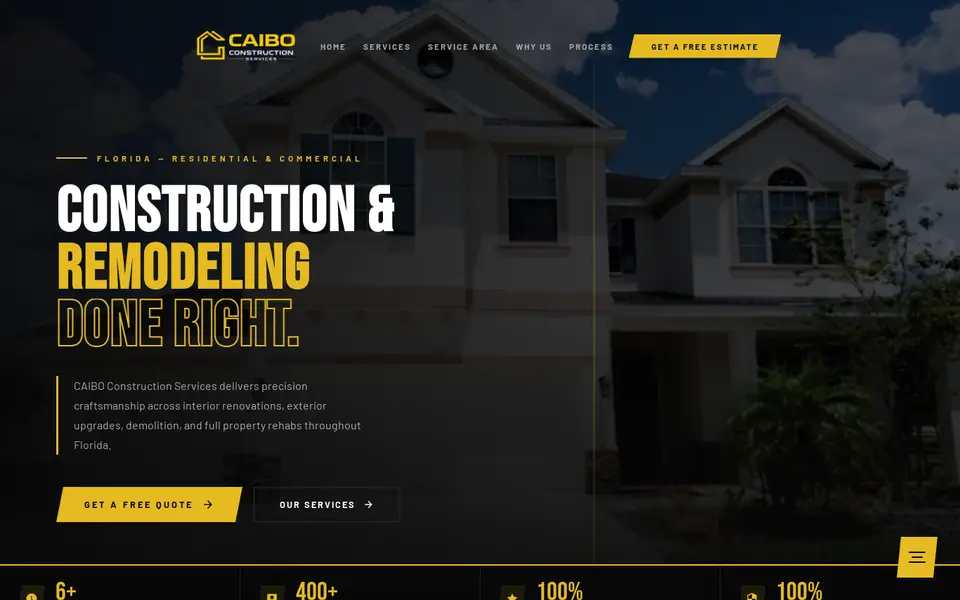 CAIBO
CONSTRUCTION
SERVICES
HOME
SERVICES
SERVICE AREA
WHY US
PROCESS
GET A FREE ESTIMATE
FLORIDA — RESIDENTIAL & COMMERCIAL
CONSTRUCTION &
REMODELING
DONE RIGHT.
CAIBO Construction Services delivers precision
craftsmanship across interior renovations, exterior
upgrades, demolition, and full property rehabs throughout
Florida.
GET A FREE QUOTE →
OUR SERVICES →
6+
400+
100%
100%